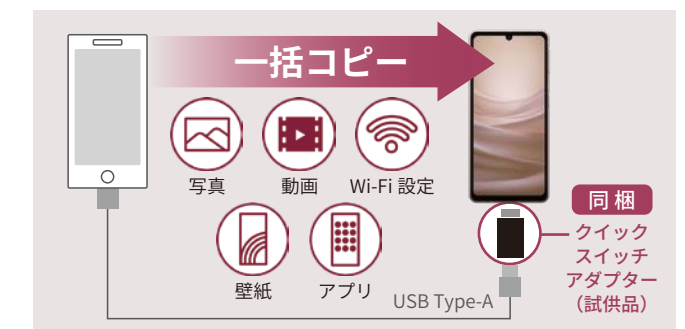 一括コピー
写真
動画
Wi-Fi 設定
壁紙
アプリ
同梱
クイック
スイッチ
アダプター
（試供品）
USB Type-A